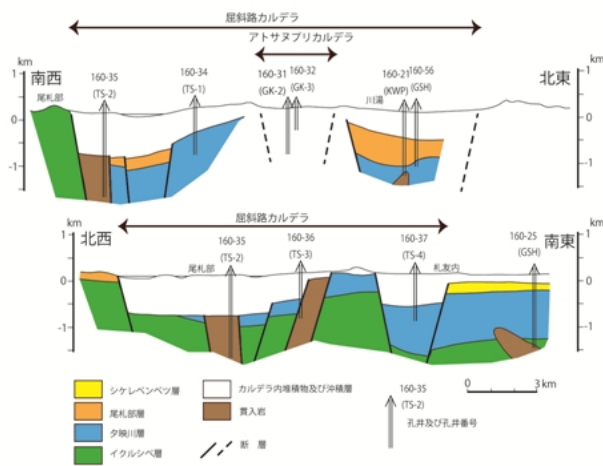 屈斜路カルデラ
アトサヌプリカルデラ
km
1
0
-1
南西
尾札部
160-35
(TS-2)
160-34
(TS-1)
160-31
(GK-2)
160-32
(GK-3)
160-21
(KWP)
160-56
(GSH)
川湯
北東
km
1
0
-1
屈斜路カルデラ
km
1
0
-1
北西
尾札部
160-35
(TS-2)
160-36
(TS-3)
160-37
(TS-4)
札友内
160-25
(GSH)
南東
km
1
0
-1
シケレベンベツ層
尾札部層
夕映川層
イクルシベ層
カルデラ内堆積物及び沖積層
貫入岩
断 層
160-35
(TS-2)
孔井及び孔井番号
0 3 km